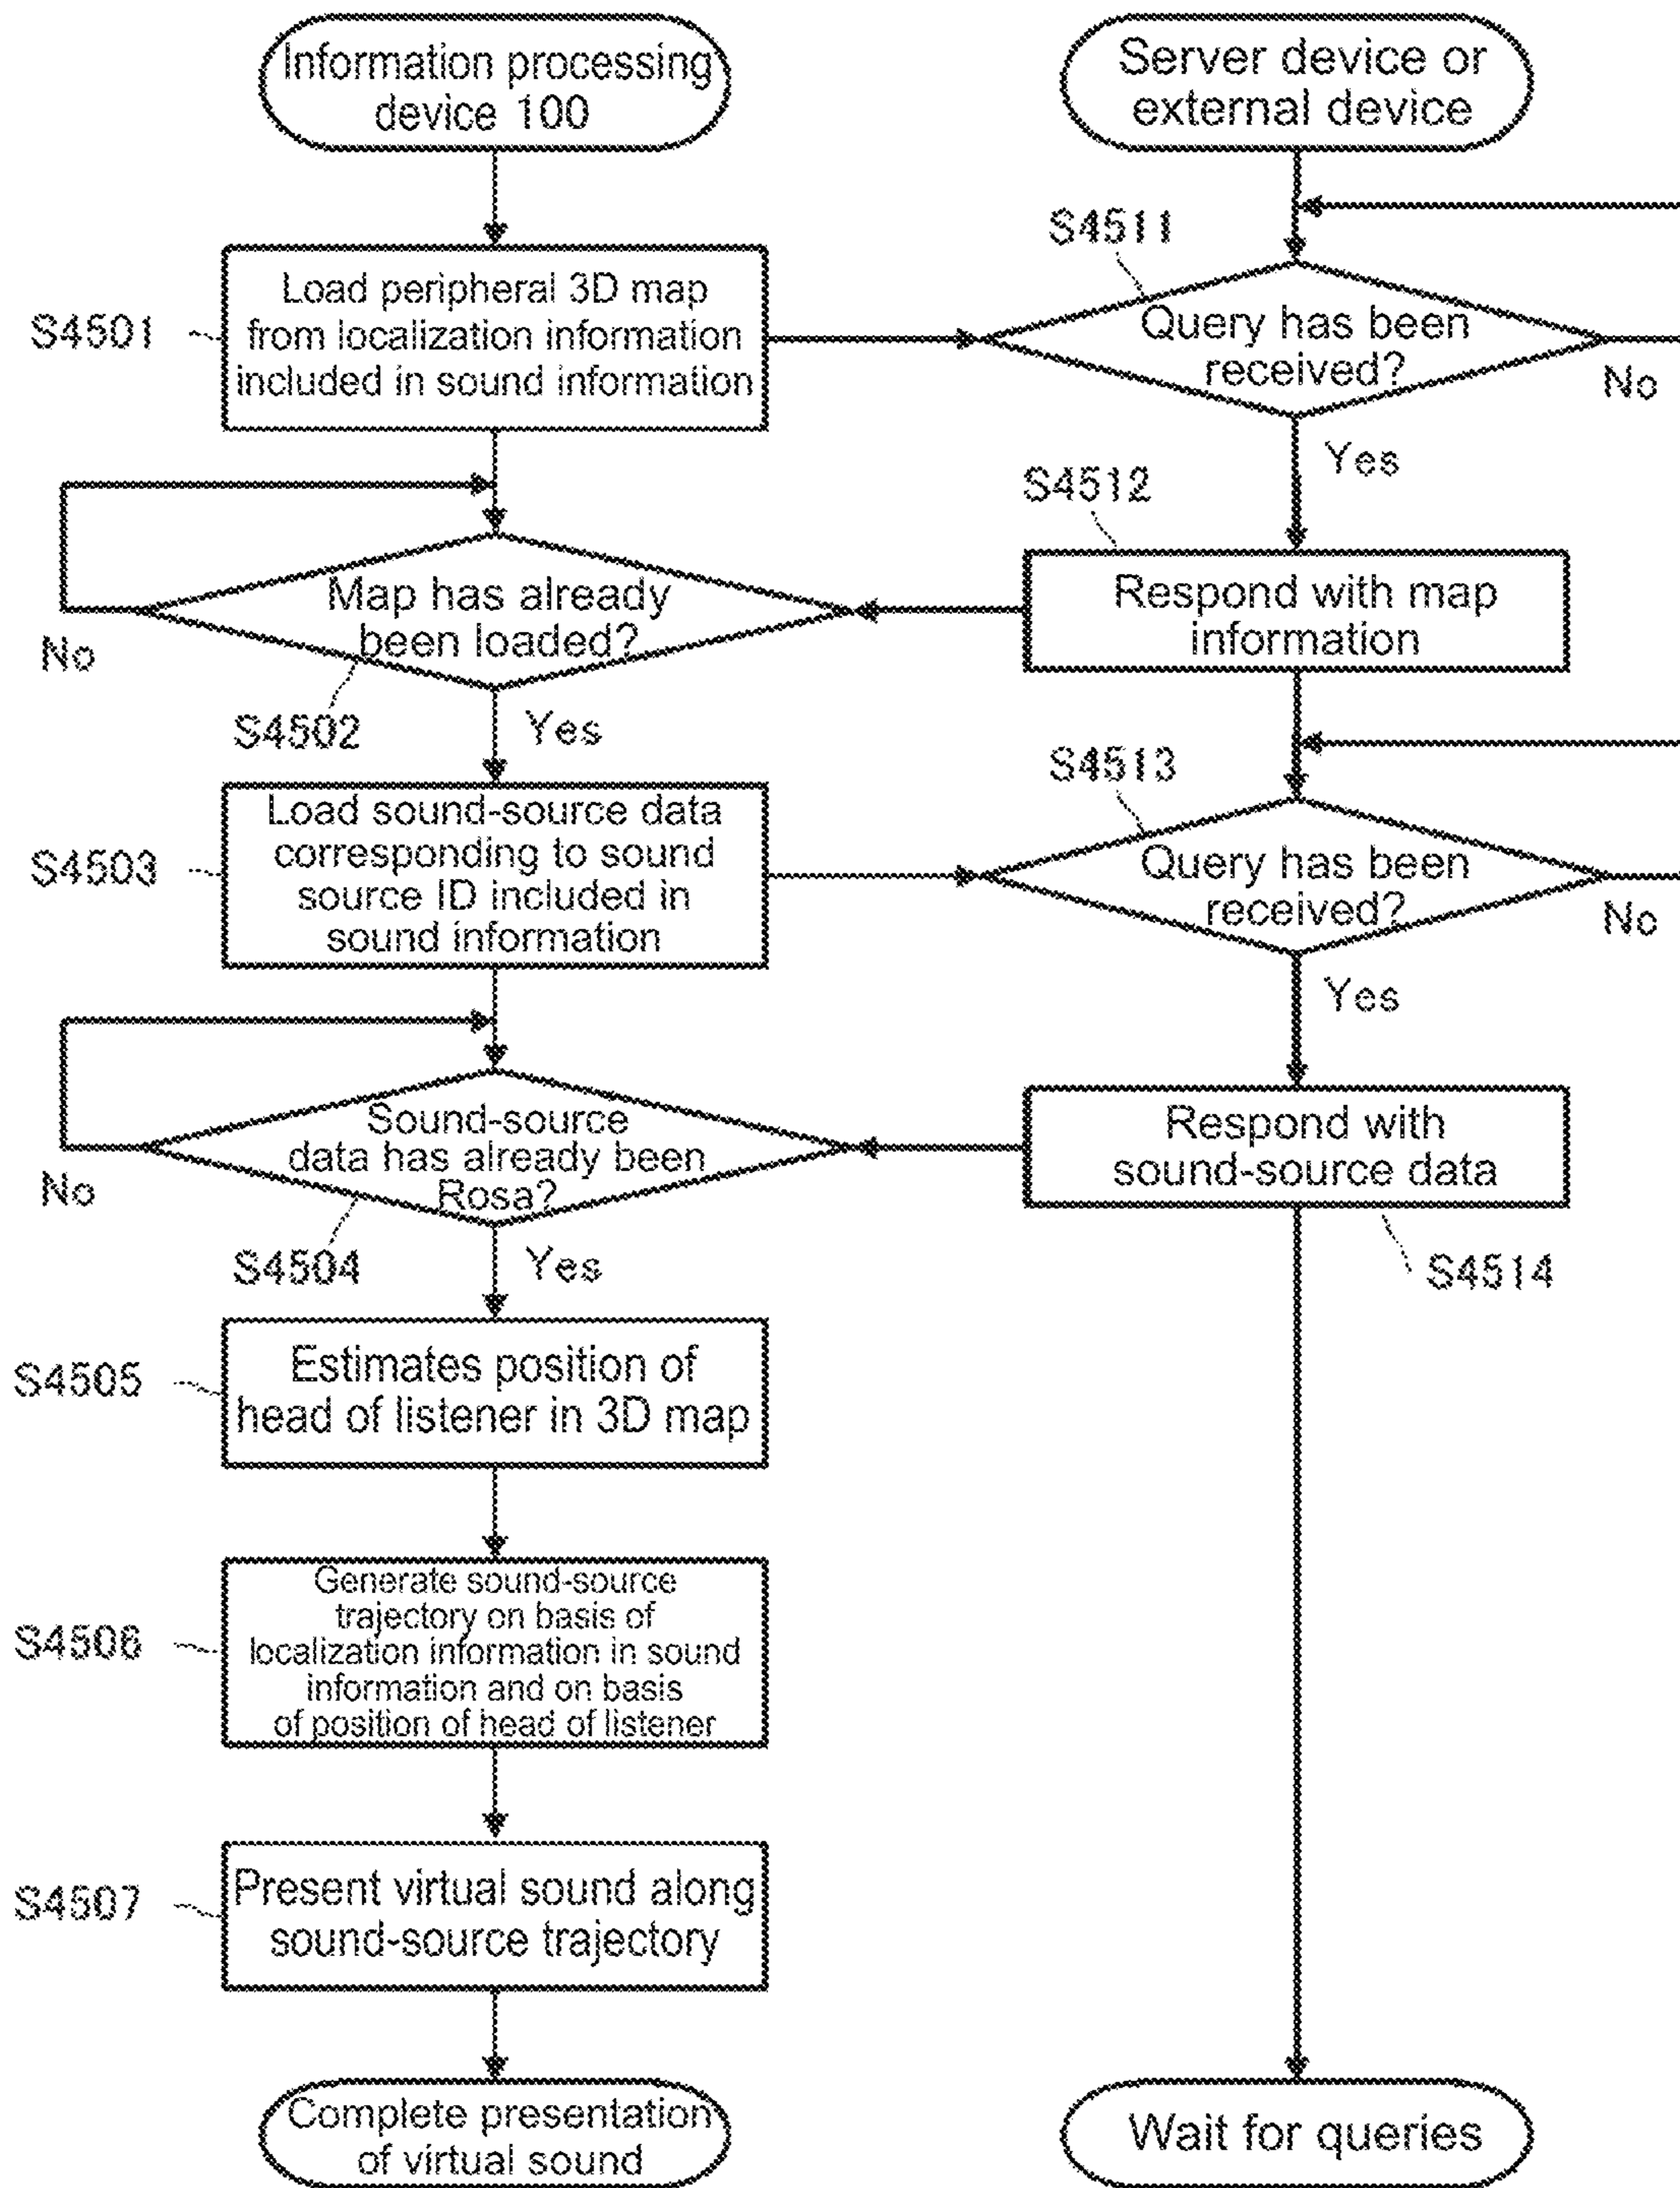 Information processing
device 100
Server device or
external device
S4501
Load peripheral 3D map
from localization information
included in sound information
S4511
Query has been
received?
No
Yes
S4512
Respond with map
information
Map has already
been loaded?
No
S4502
Yes
S4503
Load sound-source data
corresponding to sound
source ID included in
sound information
S4513
Query has been
received?
No
Yes
Sound-source
data has already been
Rosa?
No
S4504
Yes
Respond with
sound-source data
S4514
S4505
Estimates position of
head of listener in 3D map
S4506
Generate sound-source
trajectory on basis of
localization information in sound
information and on basis
of position of head of listener
S4507
Present virtual sound along
sound-source trajectory
Complete presentation
of virtual sound
Wait for queries